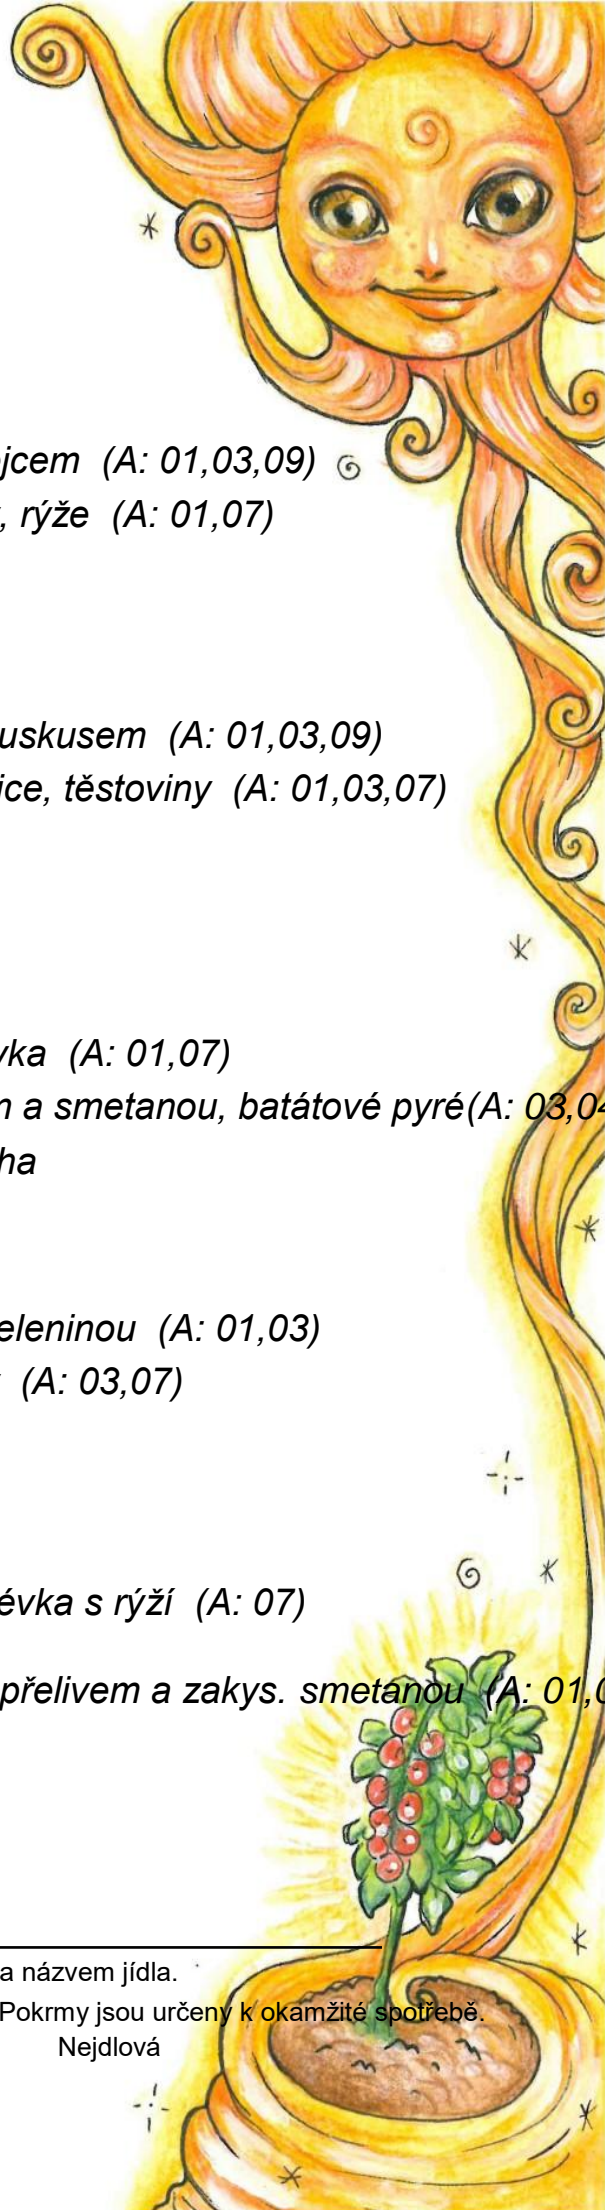 jcem (A: 01,03,09)
, rýže (A: 01,07)
uskusem (A: 01,03,09)
ice, těstoviny (A: 01,03,07)
vka (A: 01,07)
a smetanou, batátové pyré(A: 03,04
ha
eleninou (A: 01,03)
(A: 03,07)
évka s rýží (A: 07)
přelivem a zakys. smetanou (A: 01,0
a názvem jídla.
Pokrmy jsou určeny k okamžité spotřebě.
Nejdlová